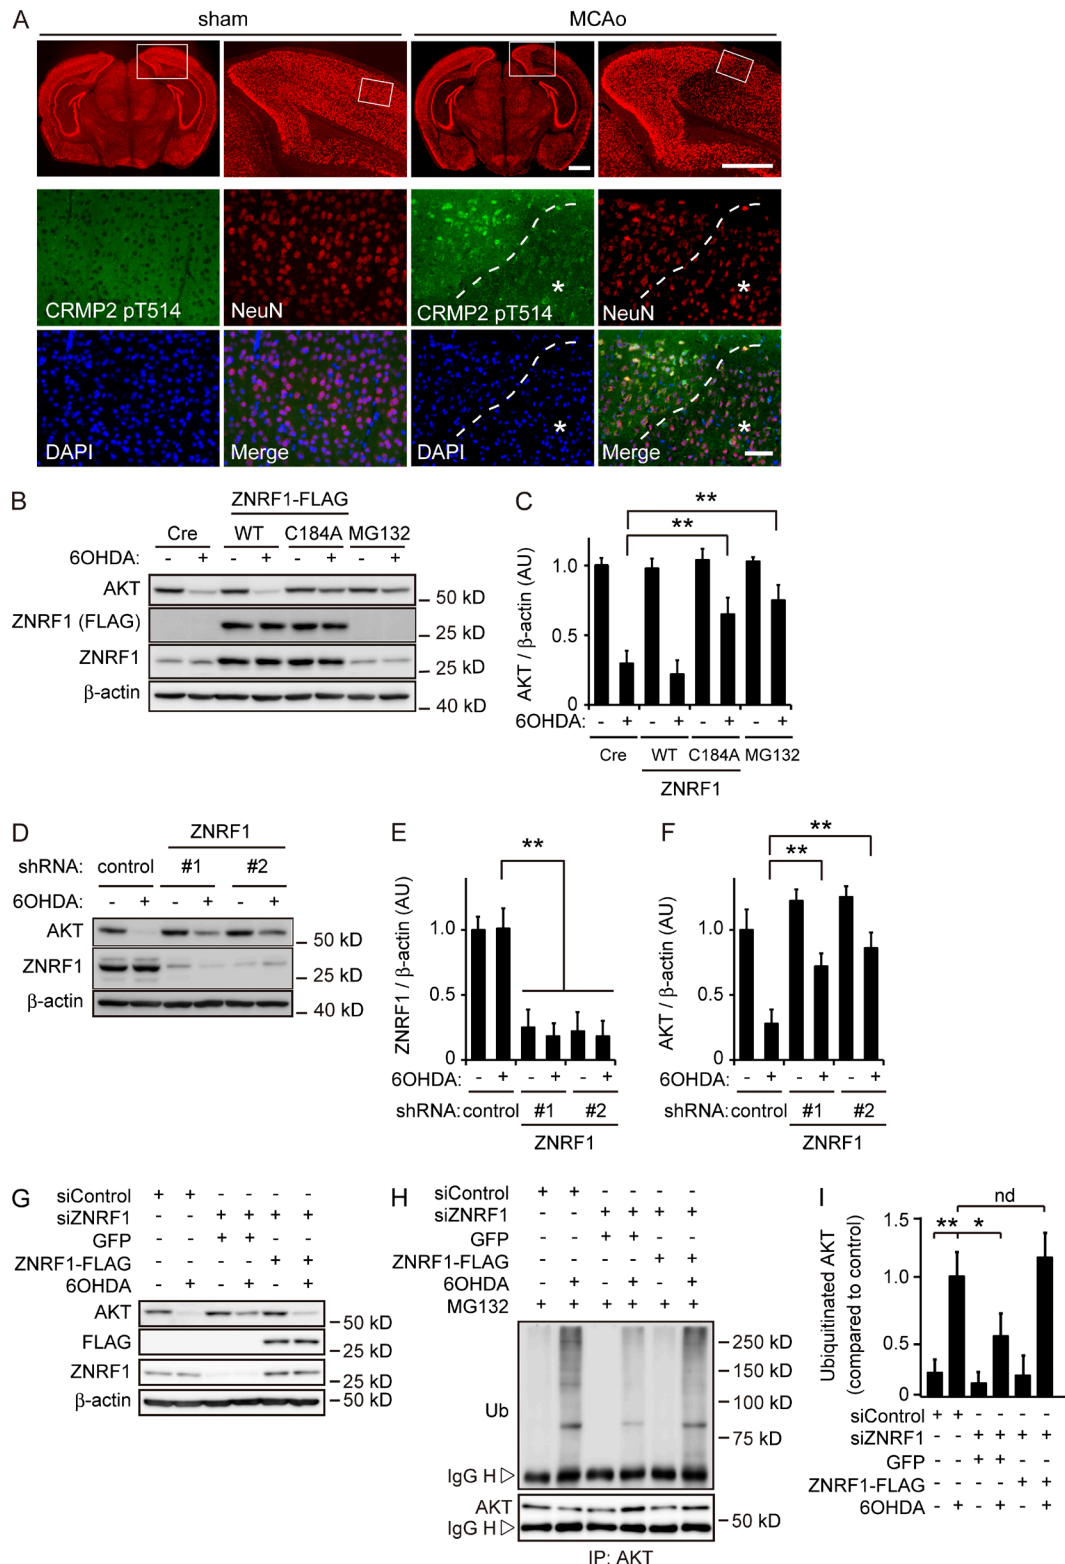 A
sham MCAo
CRMP2 pT514 NeuN CRMP2 pT514 NeuN
* *
DAPI Merge DAPI Merge
* *
B
ZNRF1-FLAG
Cre WT C184A MG132
6OHDA: - + - + - + - +
AKT
50 kD
ZNRF1 (FLAG)
25 kD
ZNRF1
25 kD
β-actin
40 kD
C
**
**
AKT / β-actin (AU)
1.0
0.5
0
6OHDA: - + - + - + - +
Cre WT C184A MG132
ZNRF1
D
ZNRF1
shRNA: control #1 #2
6OHDA: - + - + - +
AKT
50 kD
ZNRF1
25 kD
β-actin
40 kD
E
**
ZNRF1 / β-actin (AU)
1.0
0.5
0
6OHDA: - + - + - +
shRNA: control #1 #2
ZNRF1
F
**
**
AKT / β-actin (AU)
1.0
0.5
0
6OHDA: - + - + - +
shRNA: control #1 #2
ZNRF1
G
siControl + + - - - -
siZNRF1 - - + + + +
GFP - - + + - -
ZNRF1-FLAG - - - - + +
6OHDA - + - + - +
AKT
50 kD
FLAG
25 kD
ZNRF1
25 kD
β-actin
50 kD
H
siControl + + - - - -
siZNRF1 - - + + + +
GFP - - + + - -
ZNRF1-FLAG - - - - + +
6OHDA - + - + - +
MG132 + + + + + +
250 kD
150 kD
100 kD
Ub
75 kD
IgG H
AKT
50 kD
IgG H
IP: AKT
I
nd
** *
Ubiquitinated AKT
(compared to control)
1.5
1.0
0.5
0
siControl + + - - - -
siZNRF1 - - + + + +
GFP - - + + - -
ZNRF1-FLAG - - - - + +
6OHDA - + - + - +